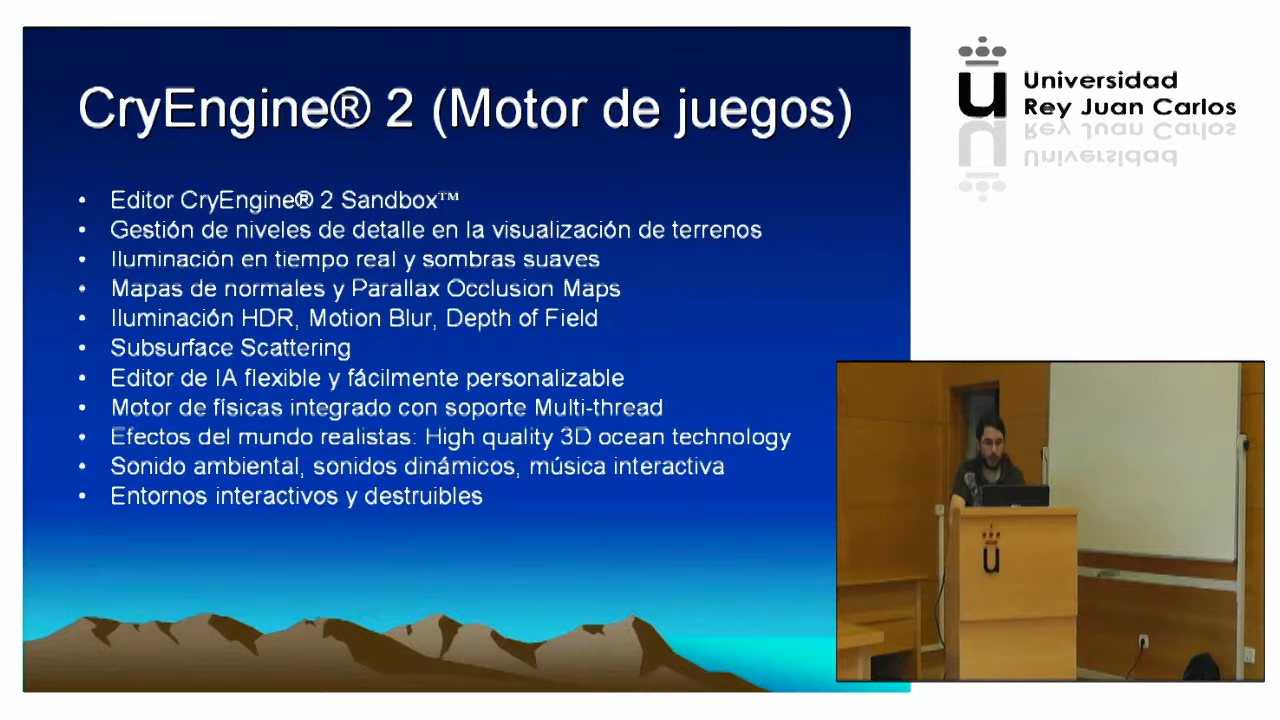 CryEngine® 2 (Motor de juegos)
• Editor CryEngine® 2 Sandbox™
• Gestión de niveles de detalle en la visualización de terrenos
• Iluminación en tiempo real y sombras suaves
• Mapas de normales y Parallax Occlusion Maps
• Iluminación HDR, Motion Blur, Depth of Field
• Subsurface Scattering
• Editor de IA flexible y fácilmente personalizable
• Motor de físicas integrado con soporte Multi-thread
• Efectos del mundo realistas: High quality 3D ocean technology
• Sonido ambiental, sonidos dinámicos, música interactiva
• Entornos interactivos y destruibles
u Universidad
Rey Juan Carlos
u